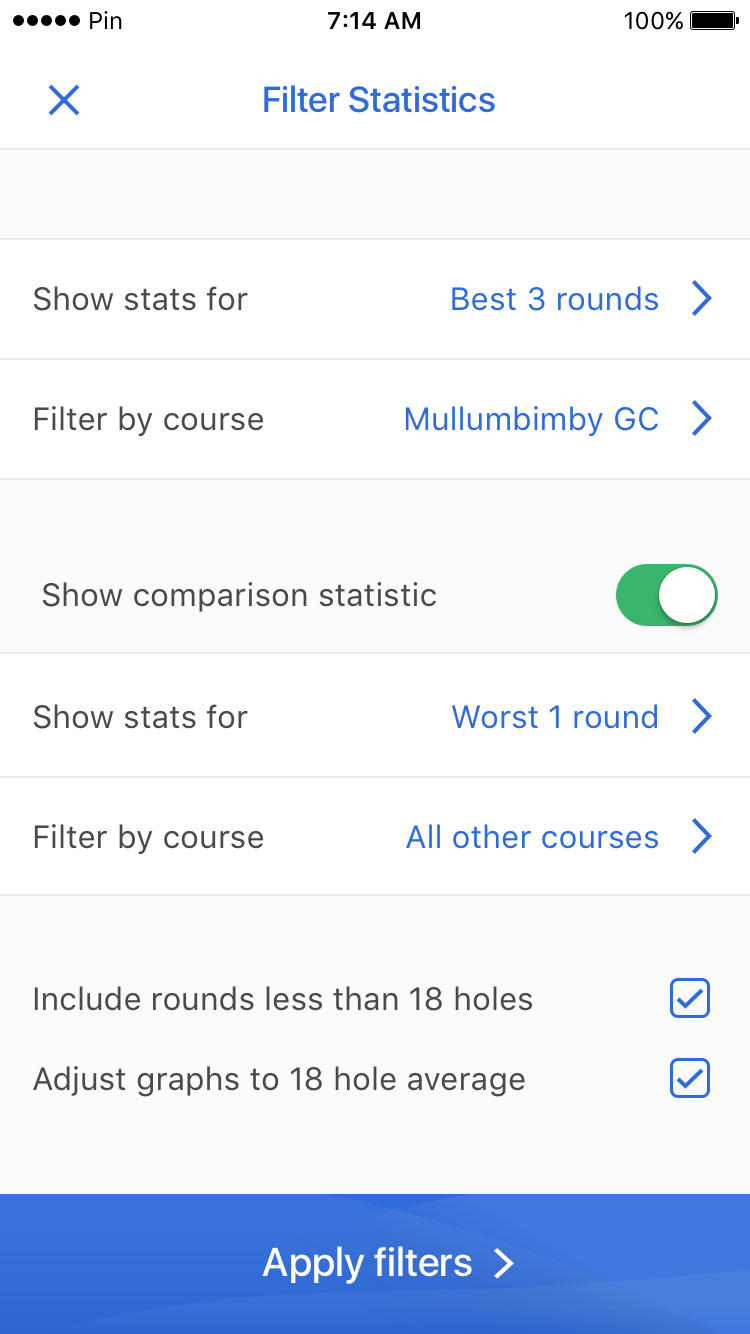 Pin 7:14 AM 100%
Filter Statistics
Show stats for Best 3 rounds
Filter by course Mullumbimby GC
Show comparison statistic
Show stats for Worst 1 round
Filter by course All other courses
Include rounds less than 18 holes
Adjust graphs to 18 hole average
Apply filters